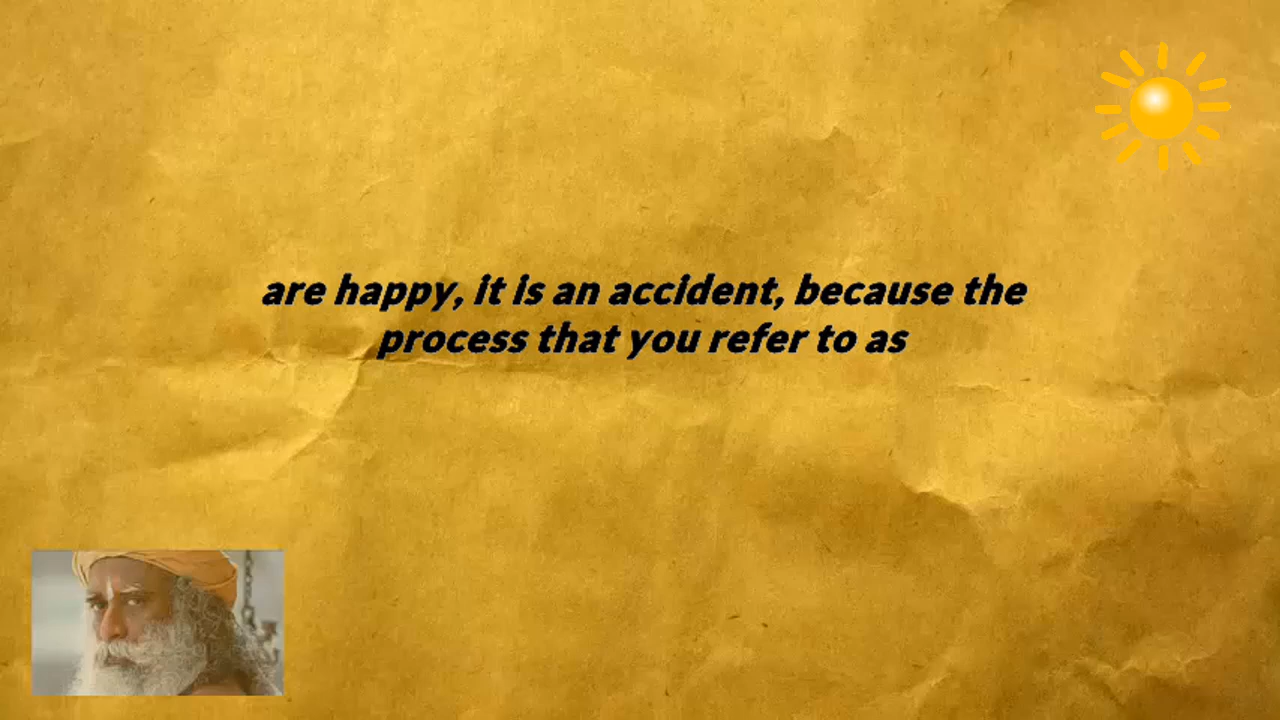 are happy, it is an accident, because the
process that you refer to as